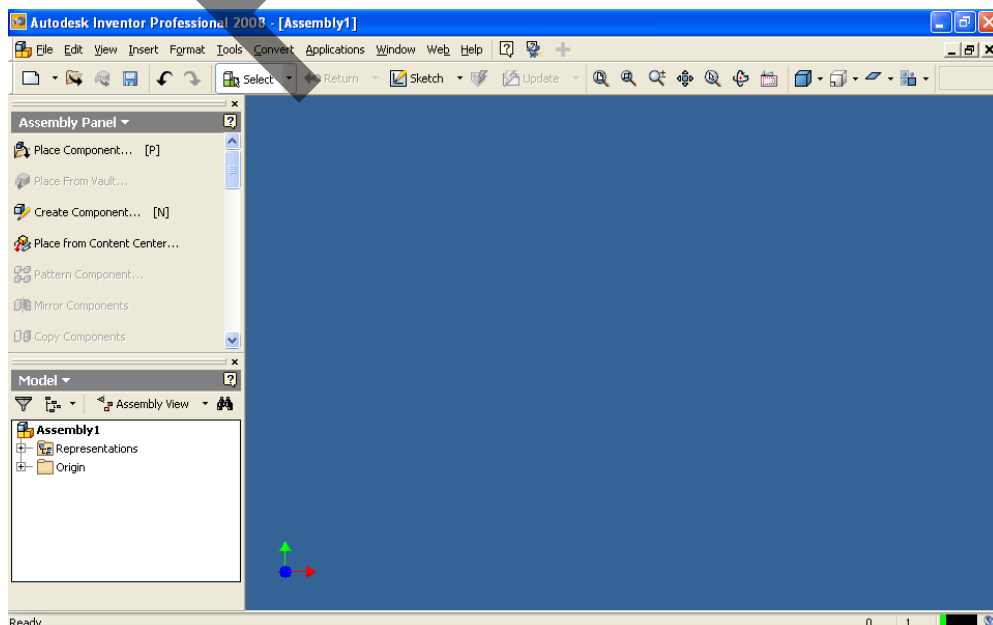 Autodesk Inventor Professional 2008 - [Assembly1]
File Edit View Insert Format Tools Convert Applications Window Web Help
Select Return Sketch Update
Assembly Panel
Place Component... [P]
Place From Vault...
Create Component... [N]
Place from Content Center...
Pattern Component...
Mirror Components
Copy Components
Model
Assembly View
Assembly1
Representations
Origin
Ready 0 1